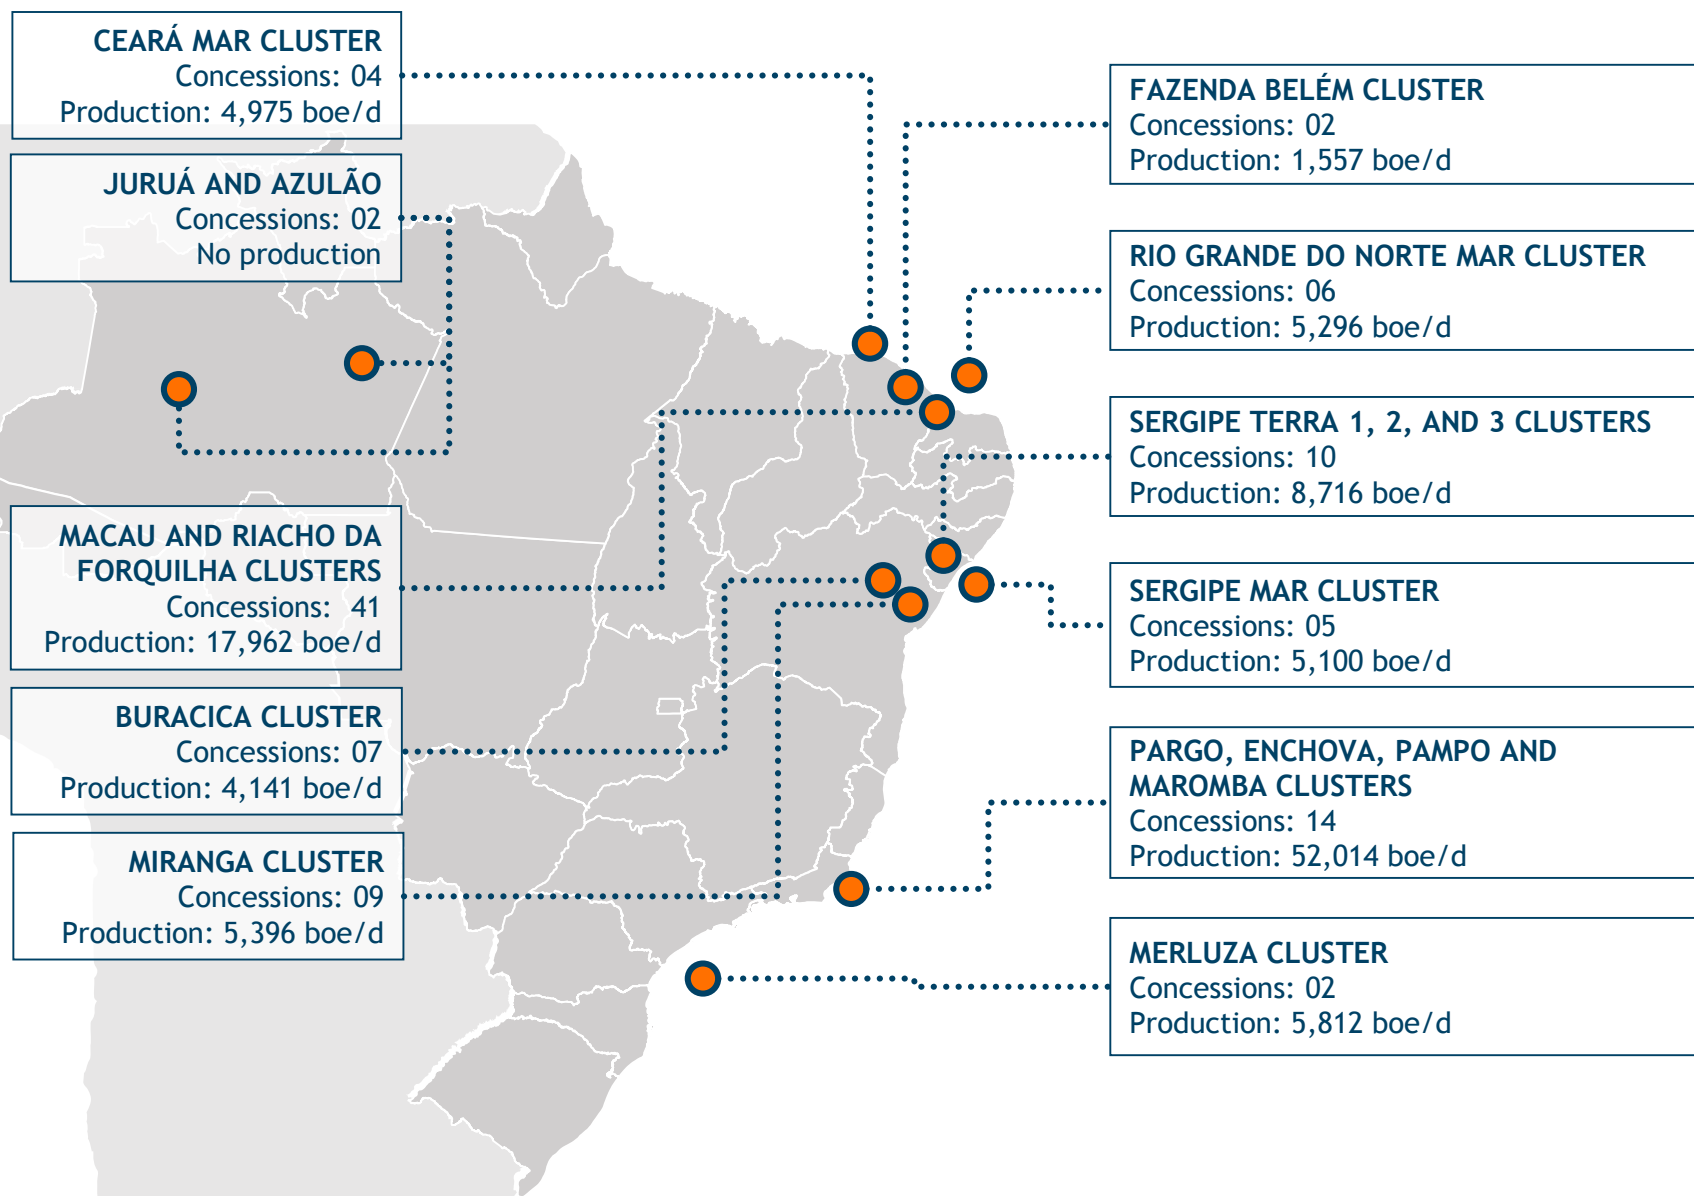 CEARÁ MAR CLUSTER
Concessions: 04
Production: 4,975 boe/d
JURUÁ AND AZULÃO
Concessions: 02
No production
MACAU AND RIACHO DA
FORQUILHA CLUSTERS
Concessions: 41
Production: 17,962 boe/d
BURACICA CLUSTER
Concessions: 07
Production: 4,141 boe/d
MIRANGA CLUSTER
Concessions: 09
Production: 5,396 boe/d
FAZENDA BELÉM CLUSTER
Concessions: 02
Production: 1,557 boe/d
RIO GRANDE DO NORTE MAR CLUSTER
Concessions: 06
Production: 5,296 boe/d
SERGIPE TERRA 1, 2, AND 3 CLUSTERS
Concessions: 10
Production: 8,716 boe/d
SERGIPE MAR CLUSTER
Concessions: 05
Production: 5,100 boe/d
PARGO, ENCHOVA, PAMPO AND
MAROMBA CLUSTERS
Concessions: 14
Production: 52,014 boe/d
MERLUZA CLUSTER
Concessions: 02
Production: 5,812 boe/d